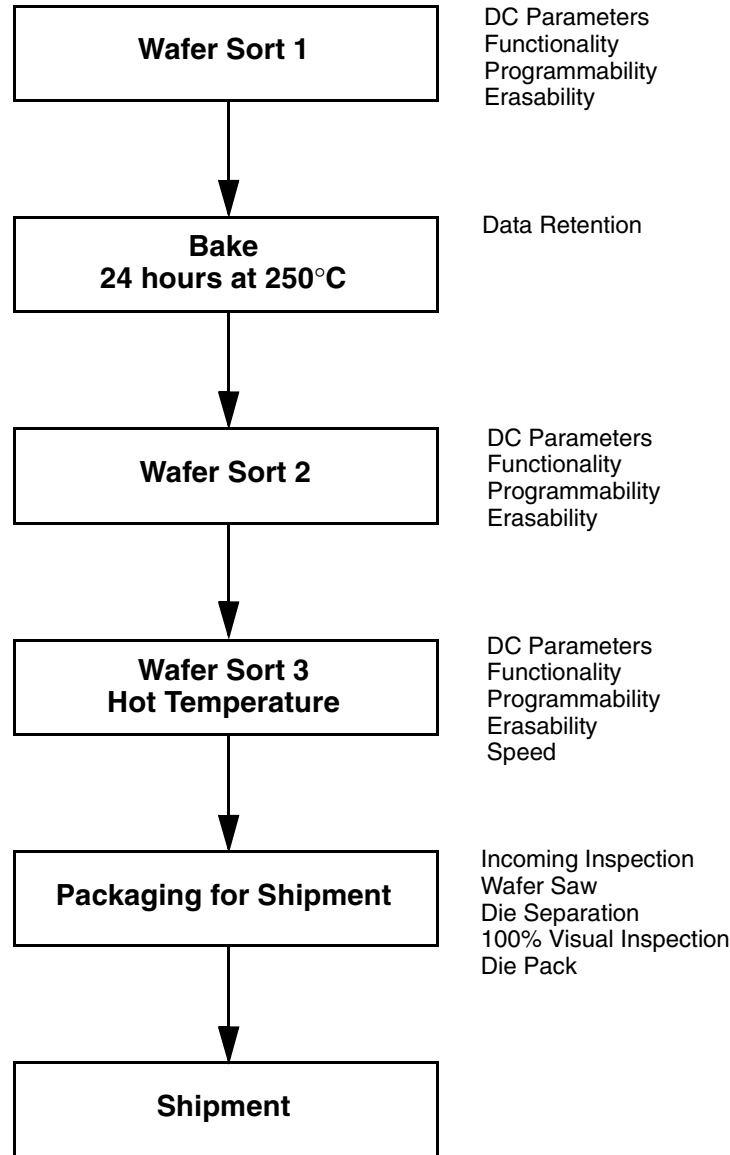 Wafer Sort 1
DC Parameters
Functionality
Programmability
Erasability
Bake
24 hours at 250°C
Data Retention
Wafer Sort 2
DC Parameters
Functionality
Programmability
Erasability
Wafer Sort 3
Hot Temperature
DC Parameters
Functionality
Programmability
Erasability
Speed
Packaging for Shipment
Incoming Inspection
Wafer Saw
Die Separation
100% Visual Inspection
Die Pack
Shipment